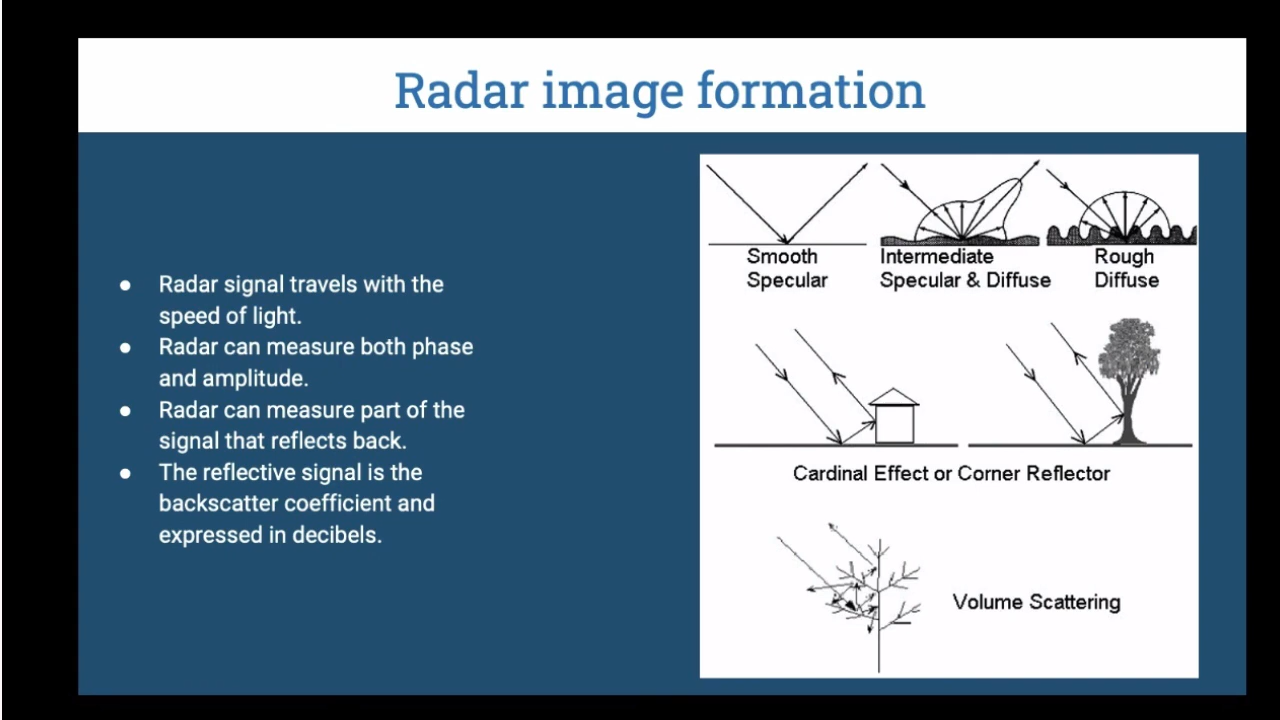 Radar image formation
● Radar signal travels with the
speed of light.
● Radar can measure both phase
and amplitude.
● Radar can measure part of the
signal that reflects back.
● The reflective signal is the
backscatter coefficient and
expressed in decibels.
Smooth
Specular
Intermediate
Specular & Diffuse
Rough
Diffuse
Cardinal Effect or Corner Reflector
Volume Scattering